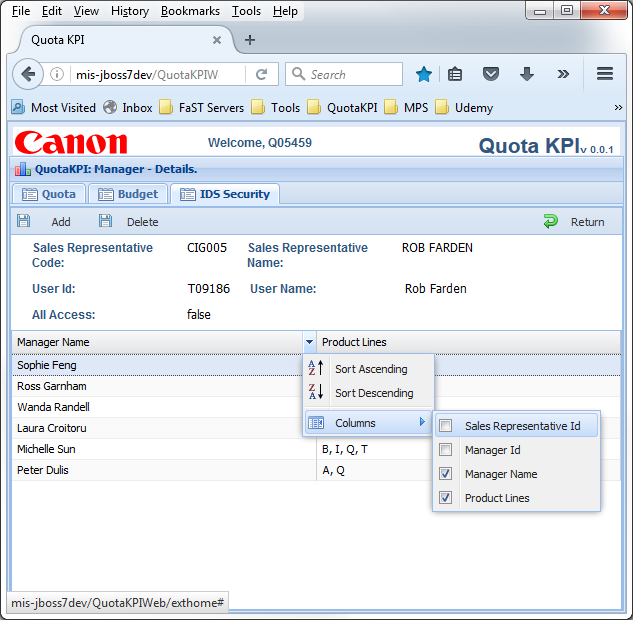 File Edit View History Bookmarks Tools Help
Quota KPI
mis-jboss7dev/QuotaKPIW
Search
Most Visited Inbox FaST Servers Tools QuotaKPI MPS Udemy
Canon Welcome, Q05459 Quota KPI v 0.0.1
QuotaKPI: Manager - Details.
Quota Budget IDS Security
Add Delete Return
Sales Representative Code: CIG005 Sales Representative Name: ROB FARDEN
User Id: T09186 User Name: Rob Farden
All Access: false
Manager Name Product Lines
Sophie Feng
Ross Garnham
Wanda Randell
Laura Croitoru
Michelle Sun B, I, Q, T
Peter Dulis A, Q
Sort Ascending
Sort Descending
Columns
Sales Representative Id
Manager Id
Manager Name
Product Lines
mis-jboss7dev/QuotaKPIWeb/exthome#